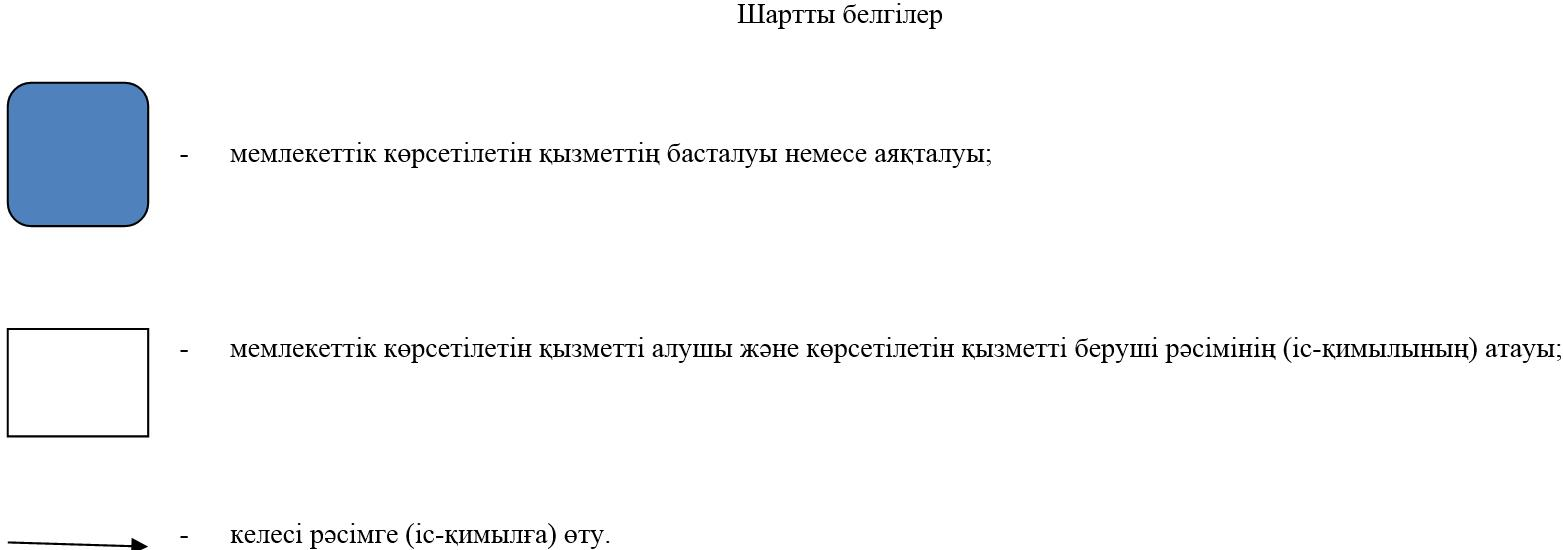 Шартты белгілер
- мемлекеттік көрсетілетін қызметтің басталуы немесе аяқталуы;
- мемлекеттік көрсетілетін қызметті алушы және көрсетілетін қызметті беруші рәсімінің (іс-қимылының) атауы;
- келесі рәсімге (іс-қимылға) өту.